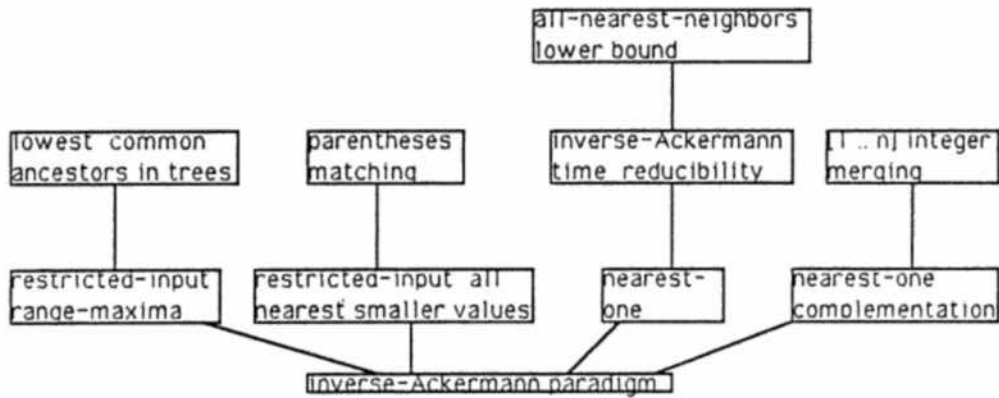 all-nearest-neighbors
lower bound
lowest common
ancestors in trees
parentheses
matching
inverse-Ackermann
time reducibility
[1 .. n] integer
merging
restricted-input
range-maxima
restricted-input all
nearest smaller values
nearest-
one
nearest-one
complementation
inverse-Ackermann paradigm